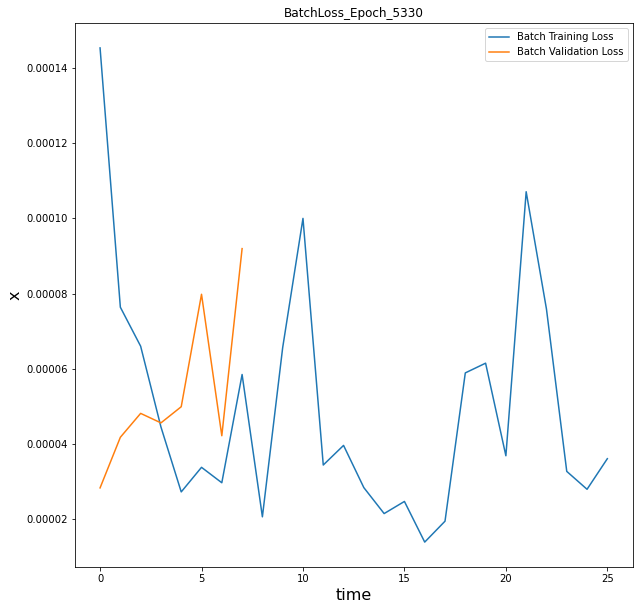 BatchLoss_Epoch_5330
Batch Training Loss
Batch Validation Loss
0.00014
0.00012
0.00010
0.00008
0.00006
0.00004
0.00002
x
0 5 10 15 20 25
time